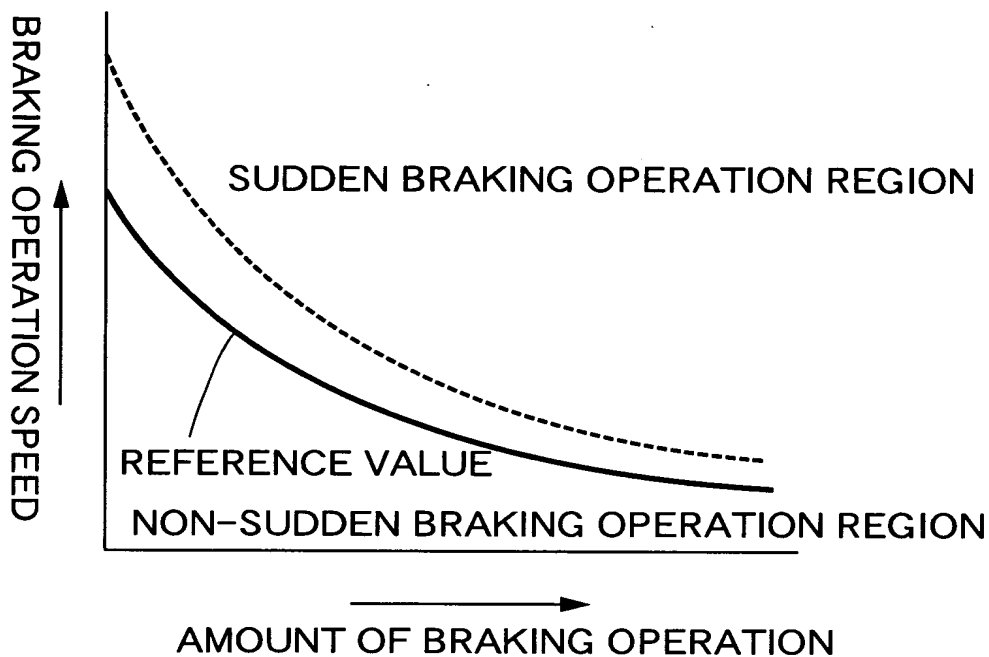 BRAKING OPERATION SPEED
SUDDEN BRAKING OPERATION REGION
REFERENCE VALUE
NON-SUDDEN BRAKING OPERATION REGION
AMOUNT OF BRAKING OPERATION